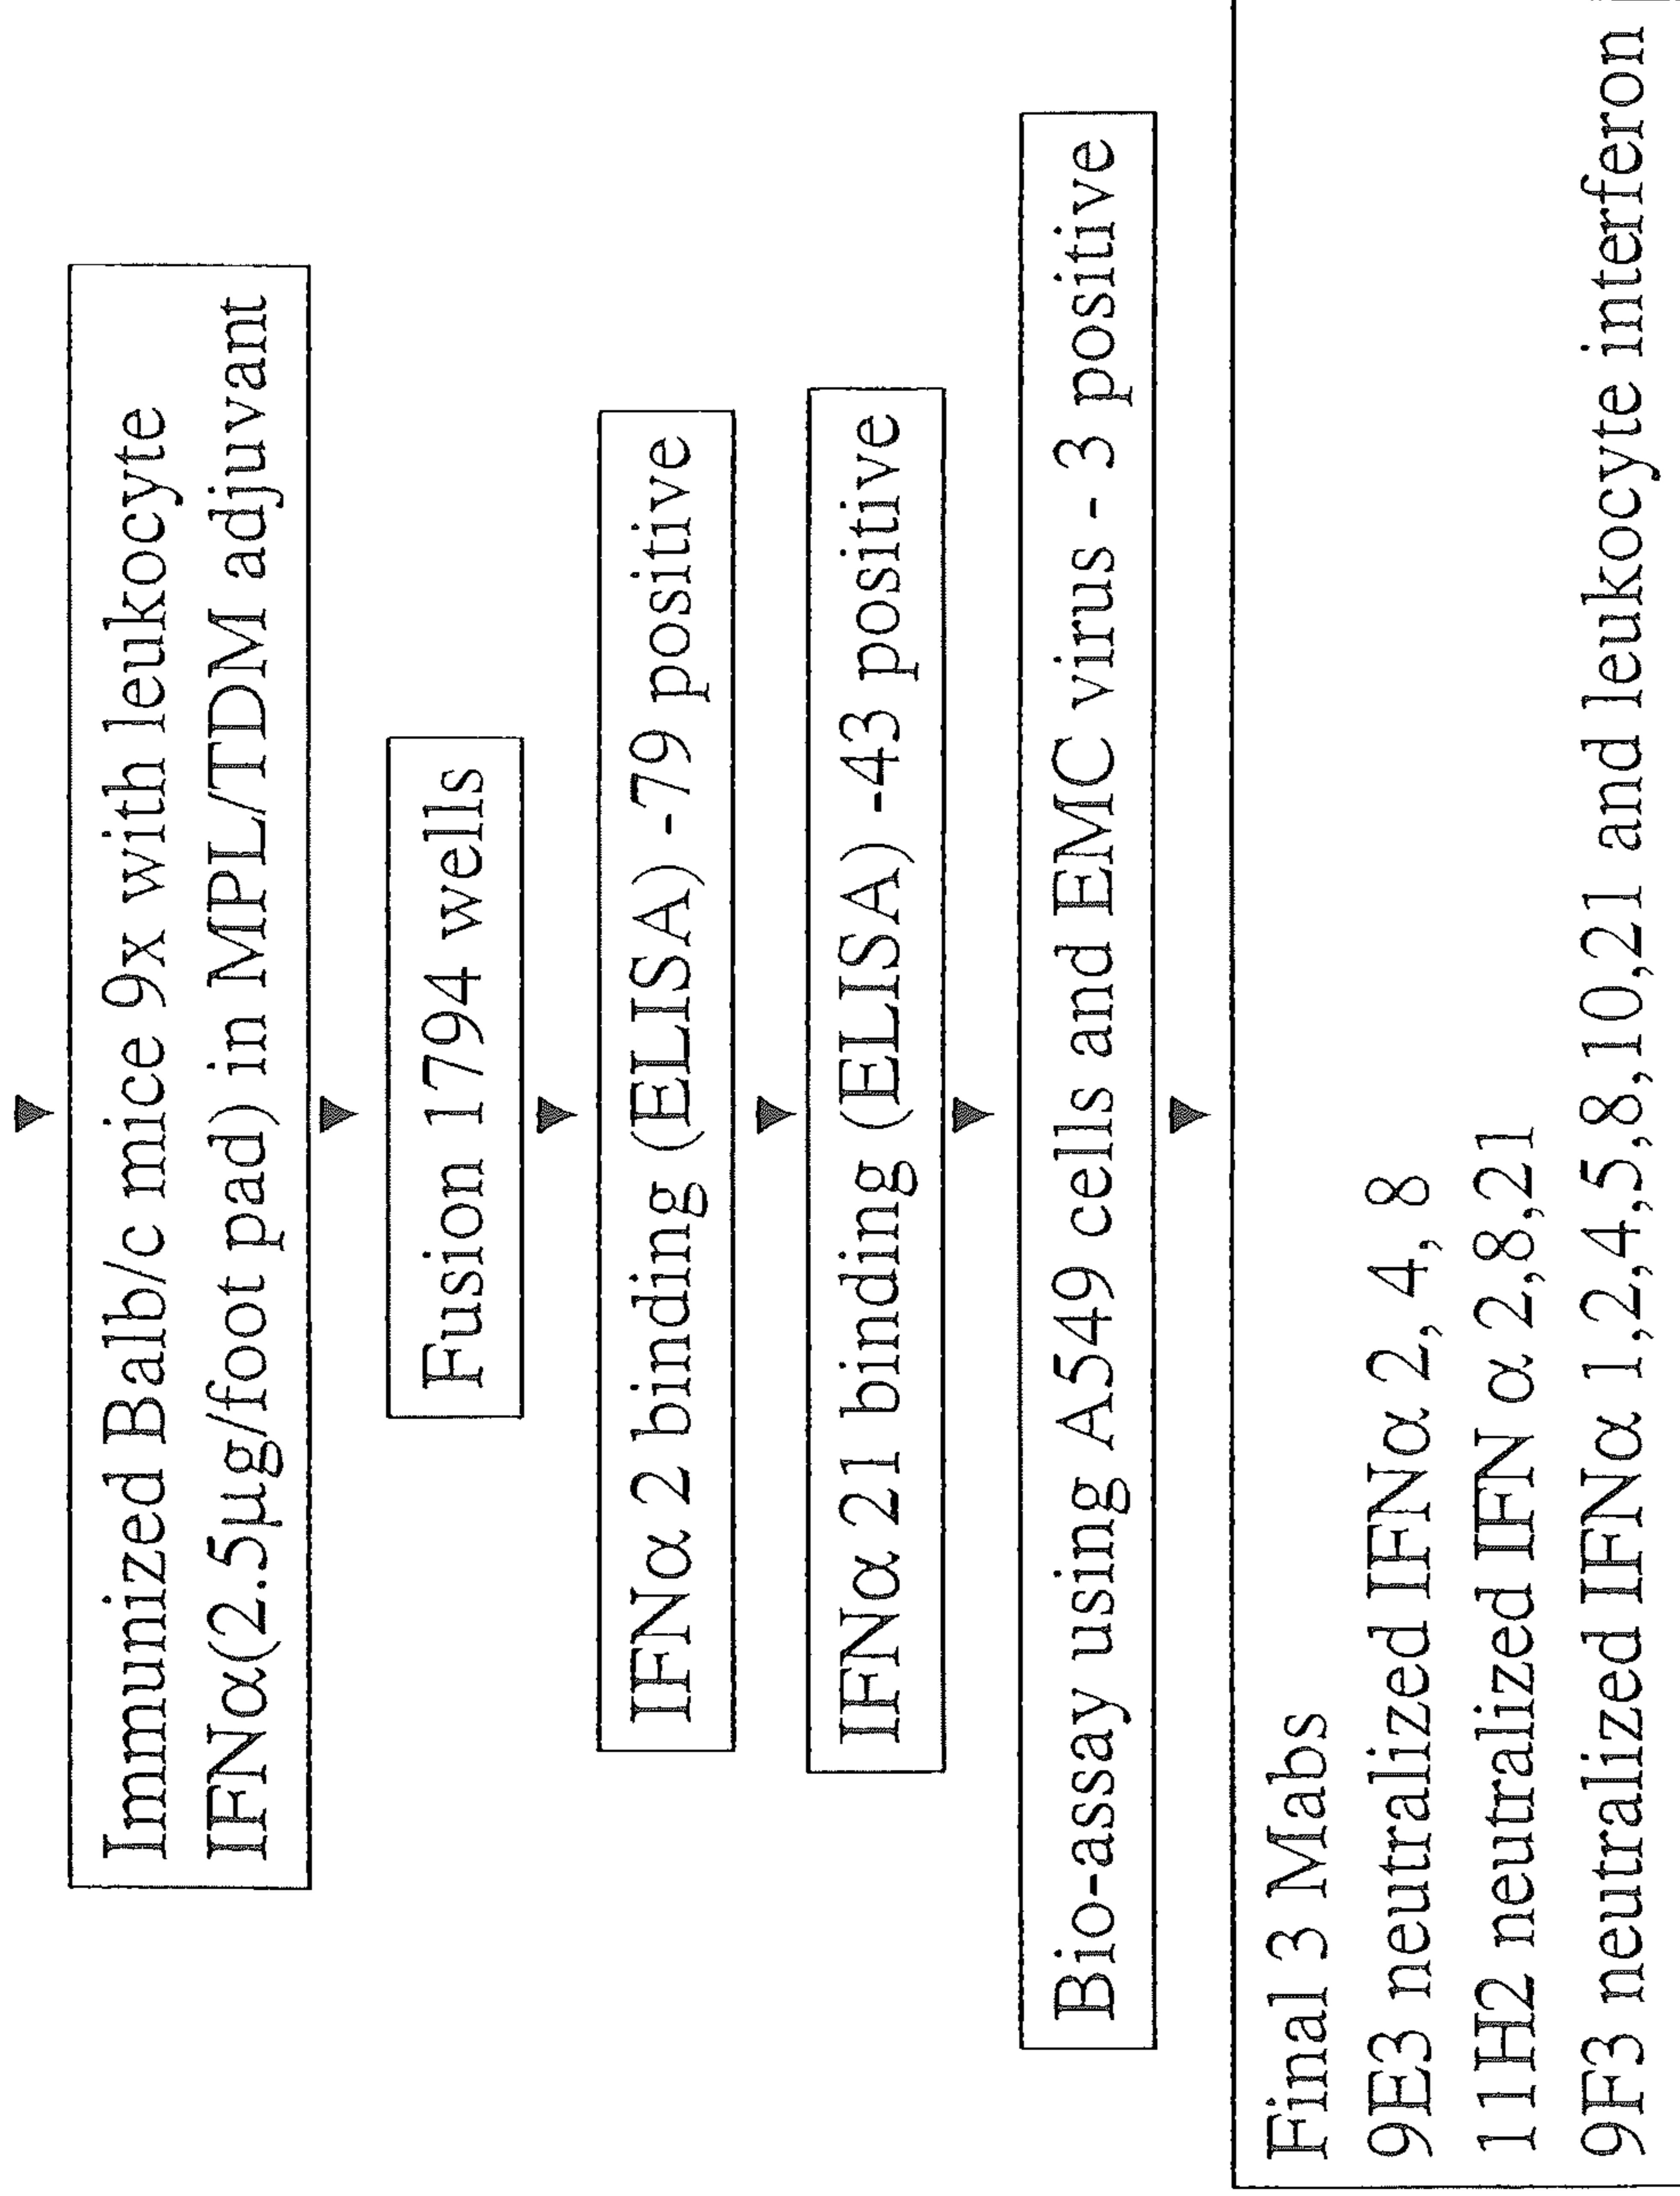 Immunized Balb/c mice 9x with leukocyte
IFNα(2.5µg/foot pad) in MPL/TDM adjuvant
Fusion 1794 wells
IFNα 2 binding (ELISA) -79 positive
IFNα 21 binding (ELISA) -43 positive
Bio-assay using A549 cells and EMC virus - 3 positive
Final 3 Mabs
9E3 neutralized IFNα 2, 4, 8
11H2 neutralized IFN α 2,8,21
9F3 neutralized IFNα 1,2,4,5,8,10,21 and leukocyte interferon